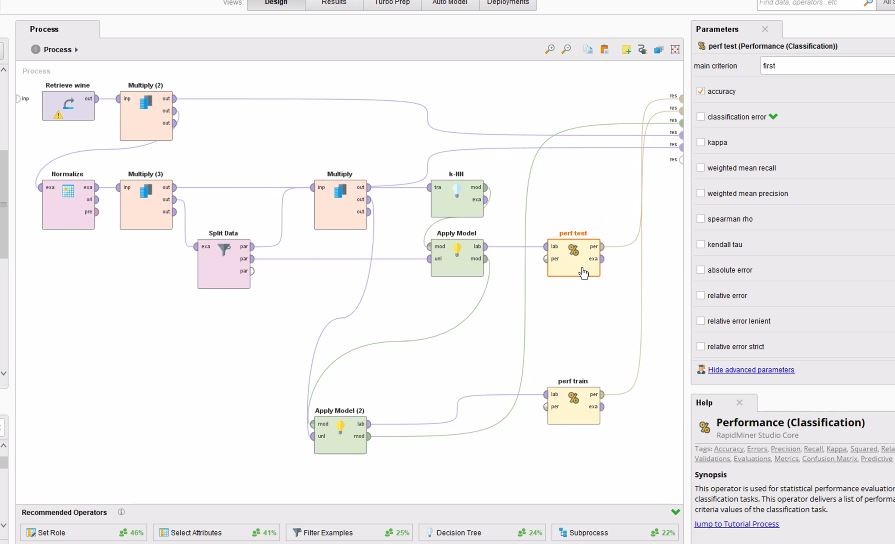 Views: Design Results Turbo Prep Auto Model Deployments
Find data, operators...etc
All S
Process
Process
Process
inp
res
res
res
res
res
res
Retrieve wine
out
Multiply (2)
inp out
out
out
Normalize
exa exa
ori
pre
Multiply (3)
inp out
out
out
Split Data
exa par
par
par
Multiply
inp out
out
out
k-NN
tra mod
exa
Apply Model
mod lab
unl mod
perf test
lab per
per exa
Apply Model (2)
mod lab
unl mod
perf train
lab per
per exa
Recommended Operators
Set Role 46%
Select Attributes 41%
Filter Examples 25%
Decision Tree 24%
Subprocess 22%
Parameters
perf test (Performance (Classification))
main criterion first
accuracy
classification error
kappa
weighted mean recall
weighted mean precision
spearman rho
kendall tau
absolute error
relative error
relative error lenient
relative error strict
Hide advanced parameters
Help
Performance (Classification)
RapidMiner Studio Core
Tags: Accuracy, Errors, Precision, Recall, Kappa, Squared, Rela
Validations, Evaluations, Metrics, Confusion Matrix, Predictive
Synopsis
This operator is used for statistical performance evaluation
classification tasks. This operator delivers a list of performa
criteria values of the classification task.
Jump to Tutorial Process